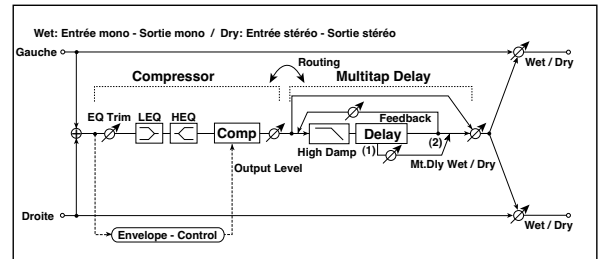 Wet: Entrée mono - Sortie mono / Dry: Entrée stéréo - Sortie stéréo
Gauche
Wet / Dry
Routing
Compressor
Multitap Delay
EQ Trim
LEQ
HEQ
Feedback
Comp
Delay
High Damp
(1)
(2)
Mt.Dly Wet / Dry
Output Level
Droite
Wet / Dry
Envelope - Control